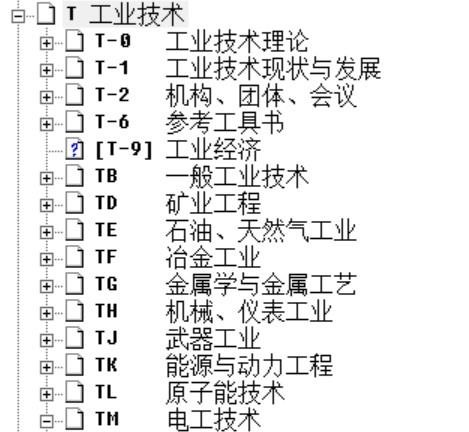 T 工业技术
T-0 工业技术理论
T-1 工业技术现状与发展
T-2 机构、团体、会议
T-6 参考工具书
[T-9] 工业经济
TB 一般工业技术
TD 矿业工程
TE 石油、天然气工业
TF 冶金工业
TG 金属学与金属工艺
TH 机械、仪表工业
TJ 武器工业
TK 能源与动力工程
TL 原子能技术
TM 电工技术